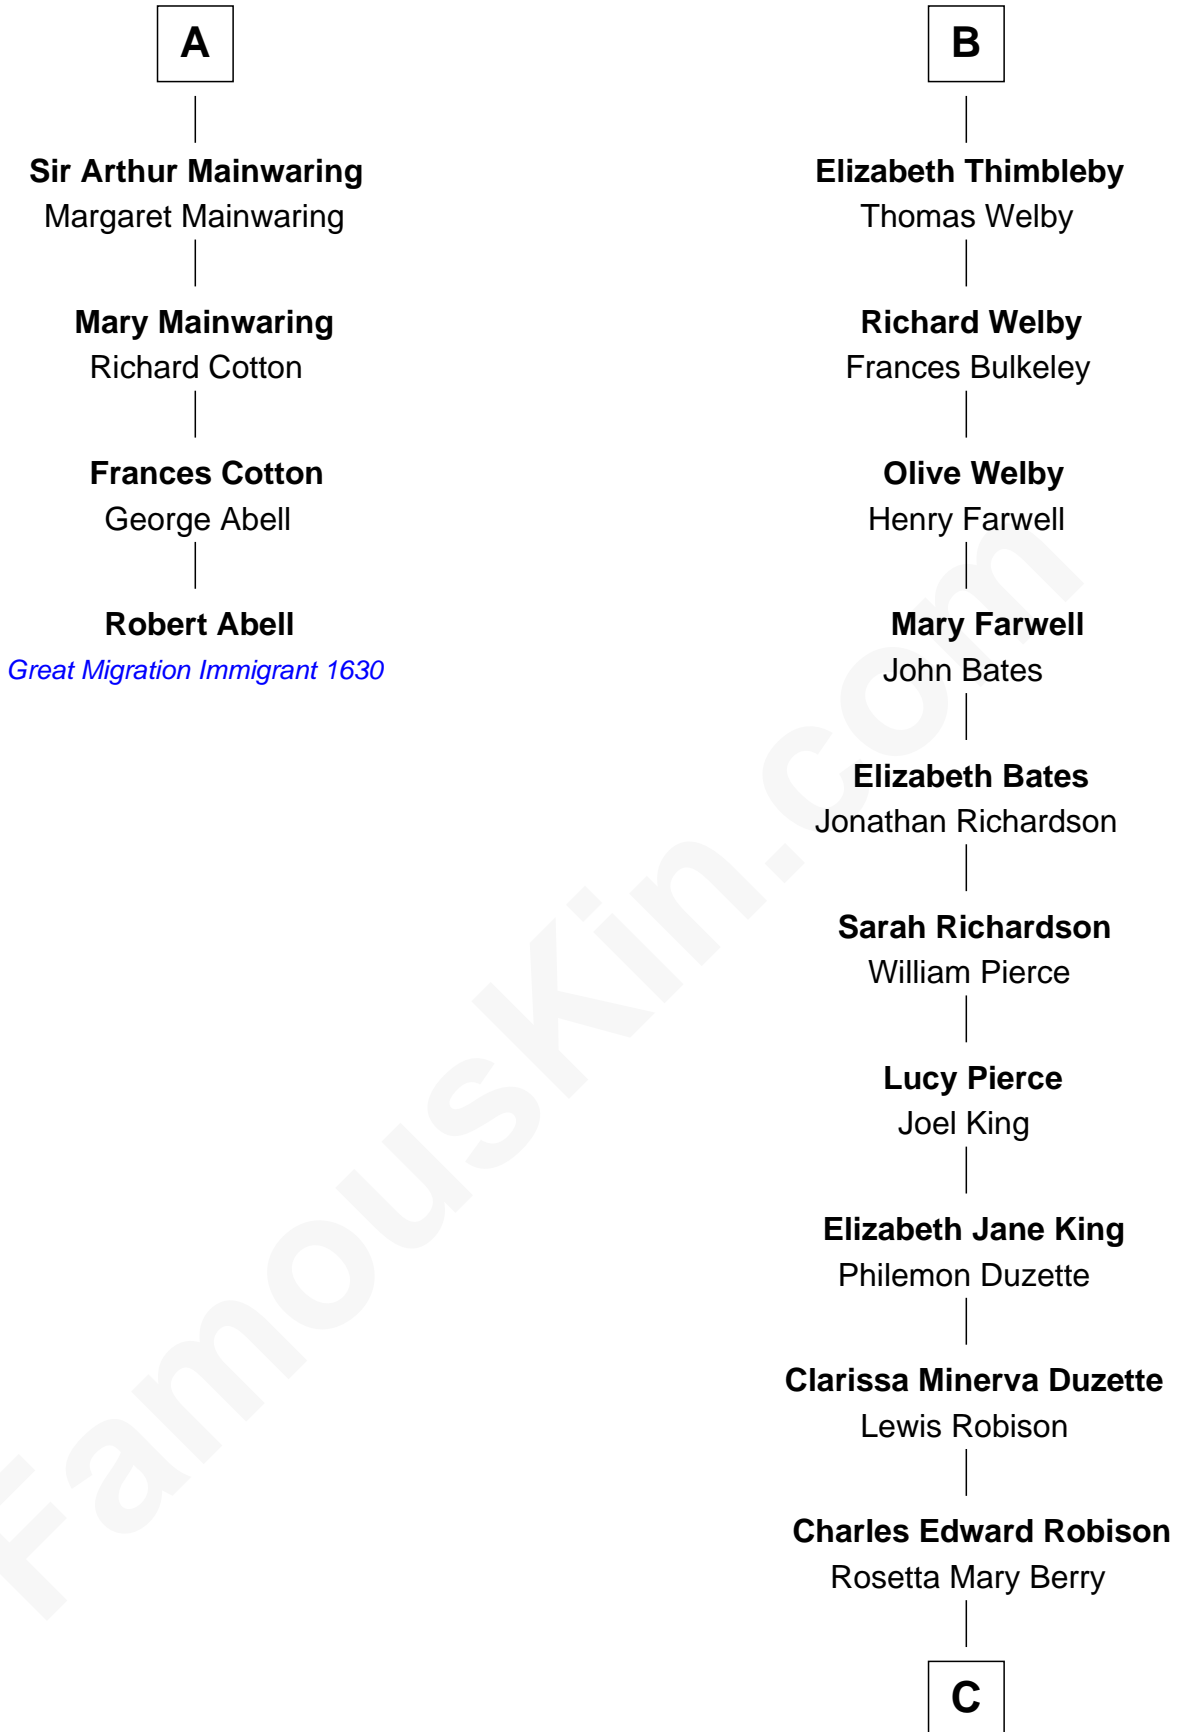 A
Sir Arthur Mainwaring
Margaret Mainwaring
Mary Mainwaring
Richard Cotton
Frances Cotton
George Abell
Robert Abell
Great Migration Immigrant 1630
B
Elizabeth Thimbleby
Thomas Welby
Richard Welby
Frances Bulkeley
Olive Welby
Henry Farwell
Mary Farwell
John Bates
Elizabeth Bates
Jonathan Richardson
Sarah Richardson
William Pierce
Lucy Pierce
Joel King
Elizabeth Jane King
Philemon Duzette
Clarissa Minerva Duzette
Lewis Robison
Charles Edward Robison
Rosetta Mary Berry
C
FamousKin.com